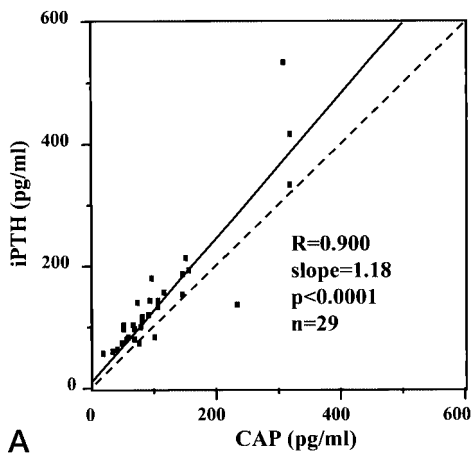 600
400
200
0
iPTH (pg/ml)
R=0.900
slope=1.18
p<0.0001
n=29
0 200 400 600
CAP (pg/ml)
A